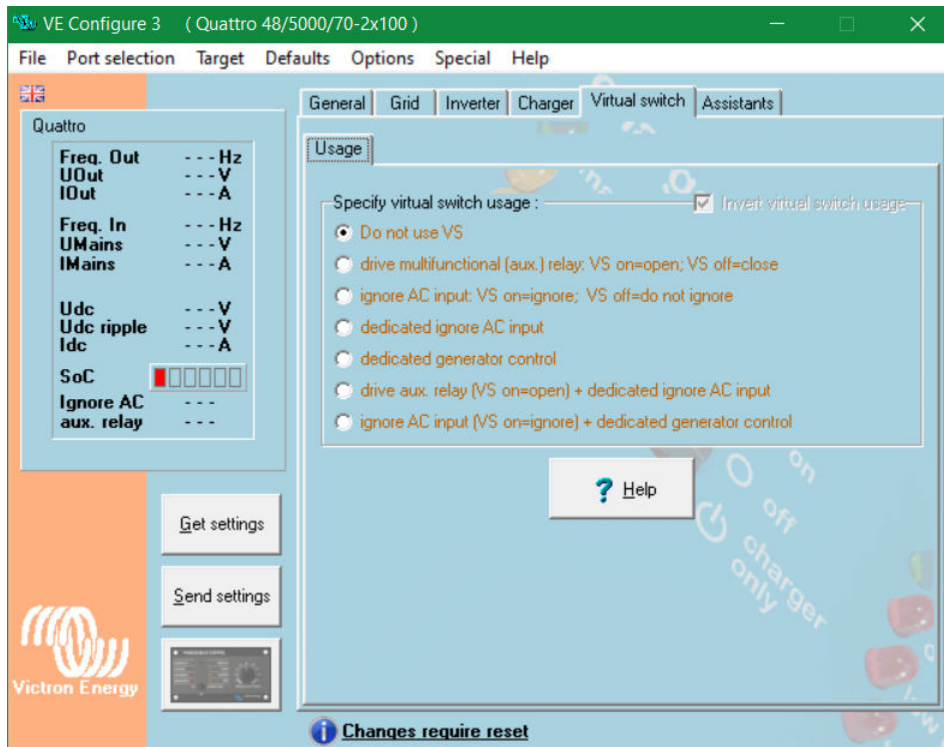 VE Configure 3 ( Quattro 48/5000/70-2x100 )
File Port selection Target Defaults Options Special Help
General Grid Inverter Charger Virtual switch Assistants
Quattro
Freq. Out - - - Hz
UOut - - - V
IOut - - - A
Freq. In - - - Hz
UMains - - - V
IMains - - - A
Udc - - - V
Udc ripple - - - V
Idc - - - A
SoC
Ignore AC - - -
aux. relay - - -
Get settings
Send settings
Victron Energy
Usage
Specify virtual switch usage : Invert virtual switch usage
Do not use VS
drive multifunctional (aux.) relay: VS on=open; VS off=close
ignore AC input: VS on=ignore; VS off=do not ignore
dedicated ignore AC input
dedicated generator control
drive aux. relay (VS on=open) + dedicated ignore AC input
ignore AC input (VS on=ignore) + dedicated generator control
? Help
on
off
charger
only
Changes require reset